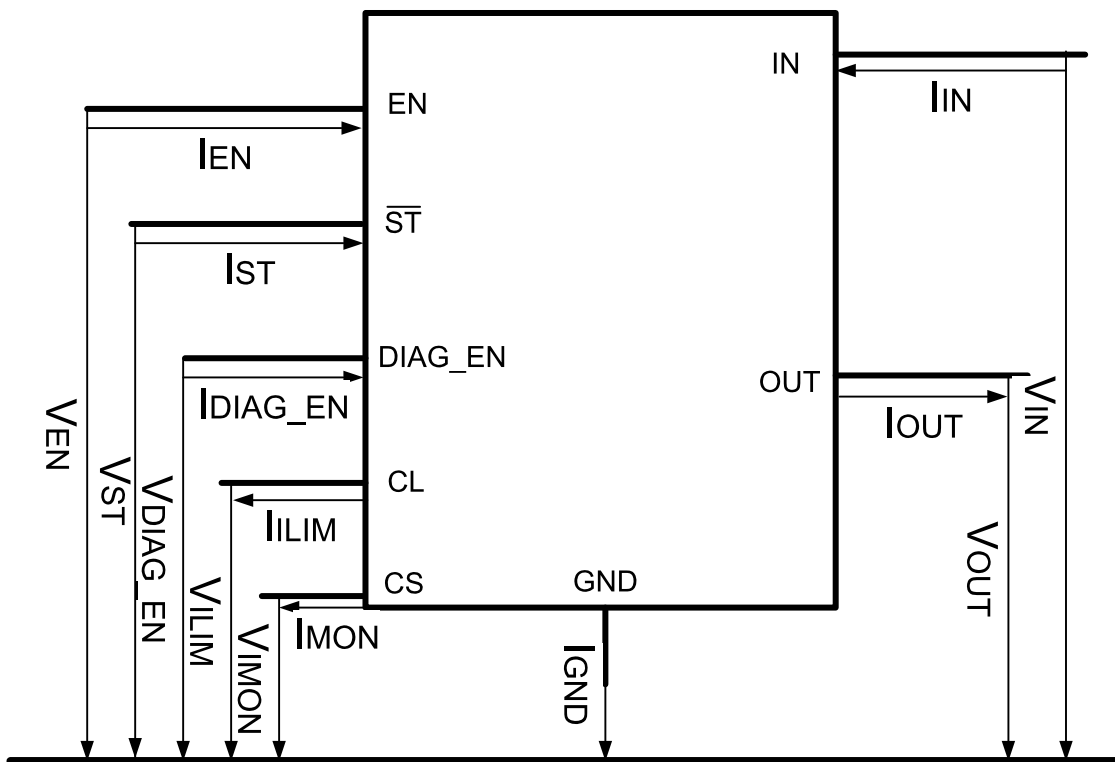 IN
IIN
EN
IEN
ST
IST
DIAG_EN
IDIAG_EN
OUT
IOUT
CL
IILIM
CS
IMON
GND
IGND
VEN
VST
VDIAG_EN
VILIM
VIMON
VOUT
VIN